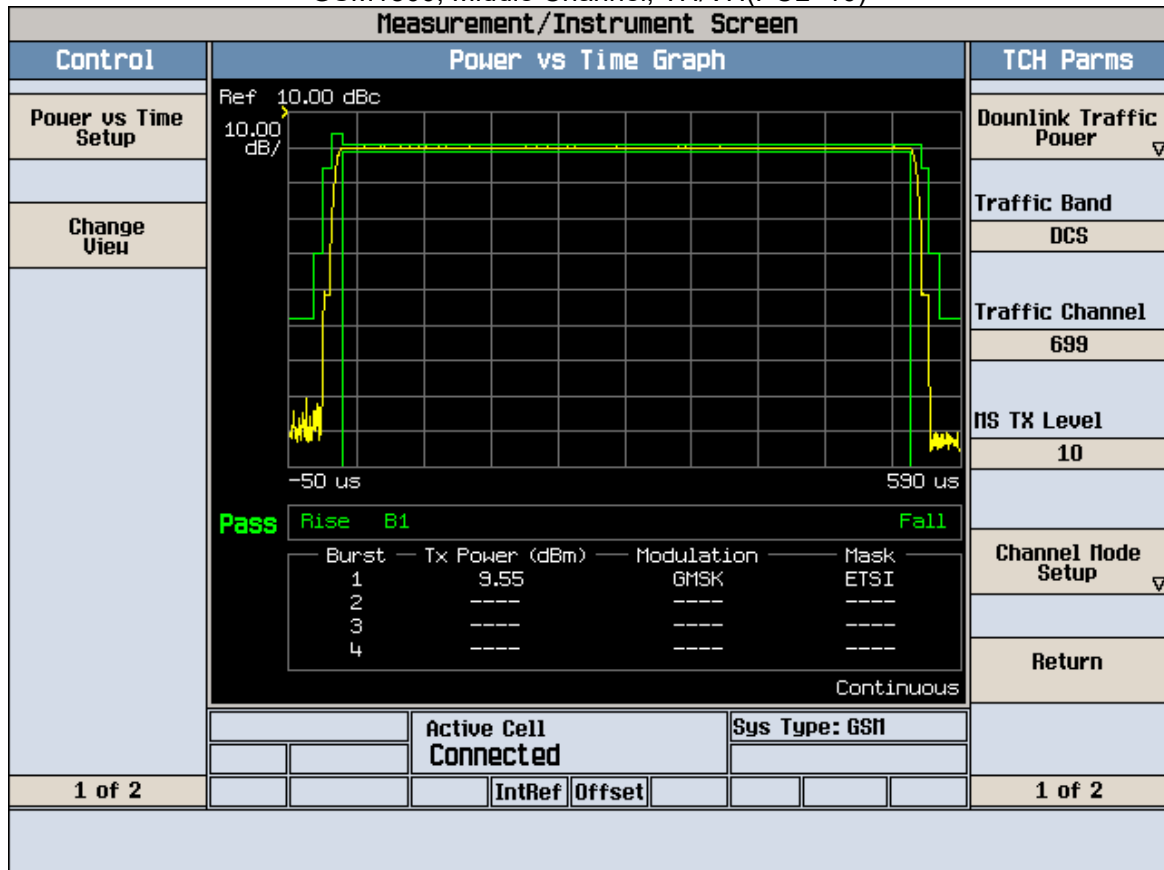 Measurement/Instrument Screen
Control
Power vs Time Graph
TCH Parms
Power vs Time
Setup
Change
View
1 of 2
Ref 10.00 dBc
10.00
dB/
-50 us
590 us
Pass
Rise B1
Fall
Burst Tx Power (dBm) Modulation Mask
1 9.55 GMSK ETSI
2 ---- ---- ----
3 ---- ---- ----
4 ---- ---- ----
Continuous
Active Cell
Connected
Sys Type: GSM
IntRef Offset
Downlink Traffic
Power
Traffic Band
DCS
Traffic Channel
699
MS TX Level
10
Channel Mode
Setup
Return
1 of 2